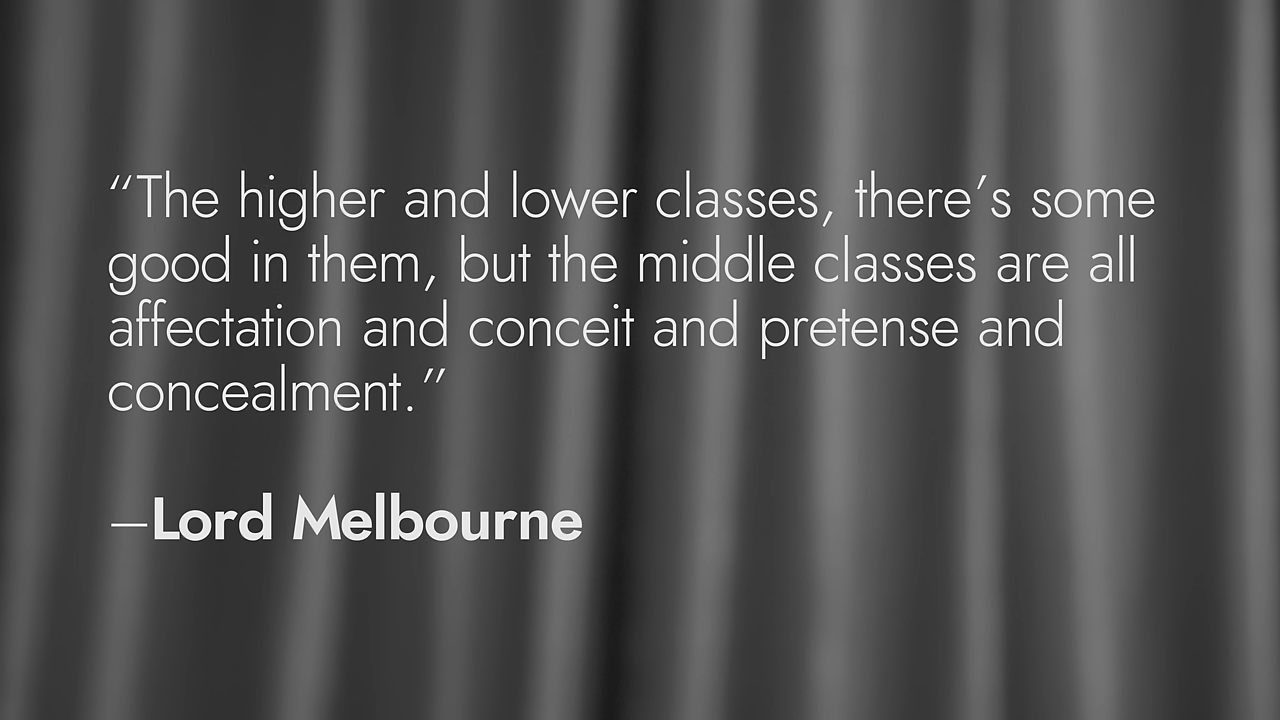 “The higher and lower classes, there’s some
good in them, but the middle classes are all
affectation and conceit and pretense and
concealment.”
—Lord Melbourne